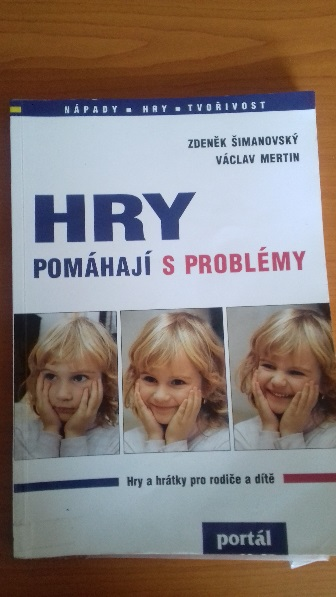 NÁPADY ■ HRY ■ TVOŘIVOST
ZDENĚK ŠIMANOVSKÝ
VÁCLAV MERTIN
HRY
POMÁHAJÍ S PROBLÉMY
Hry a hrátky pro rodiče a dítě
portál